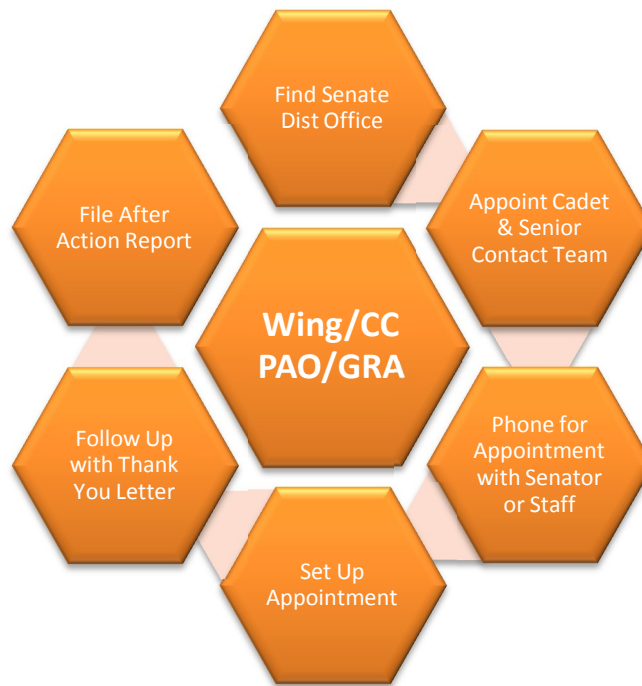 Find Senate
Dist Office
Appoint Cadet
& Senior
Contact Team
Phone for
Appointment
with Senator
or Staff
Set Up
Appointment
Follow Up
with Thank
You Letter
File After
Action Report
Wing/CC
PAO/GRA